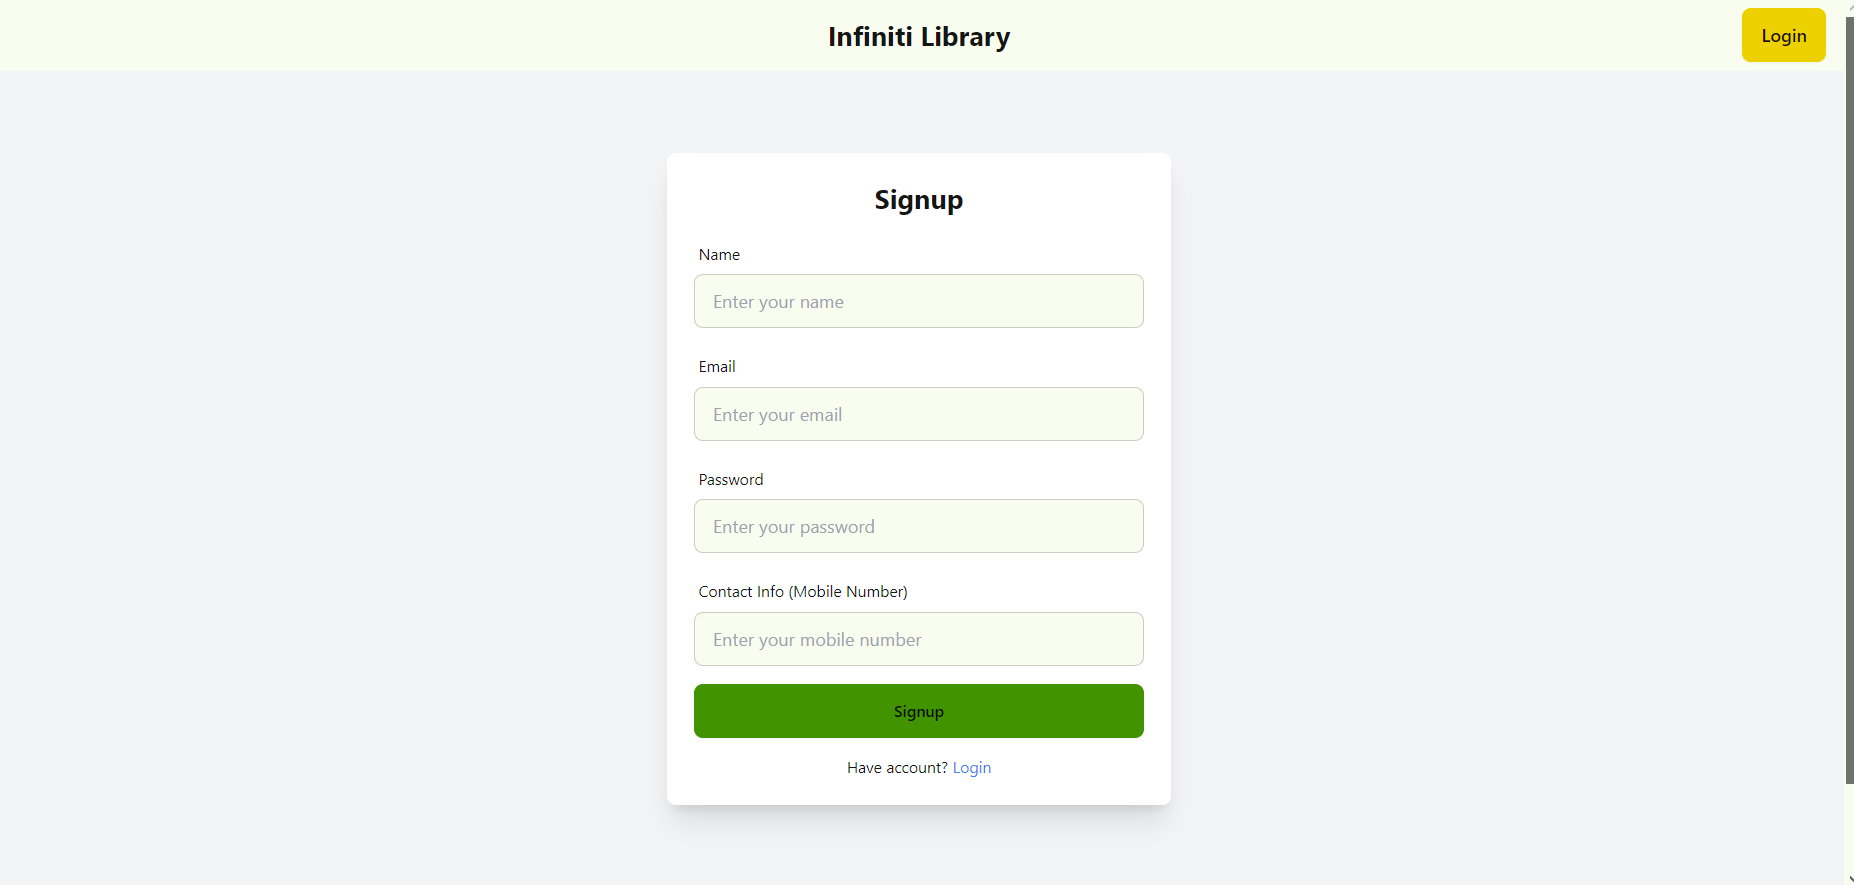 Infiniti Library
Login
Signup
Name
Enter your name
Email
Enter your email
Password
Enter your password
Contact Info (Mobile Number)
Enter your mobile number
Signup
Have account? Login